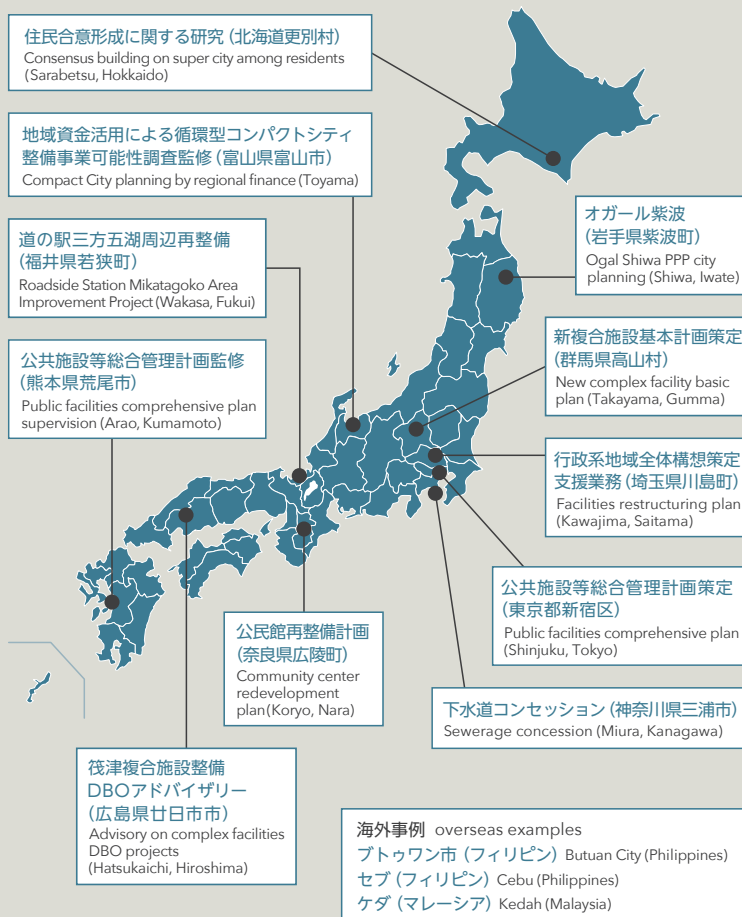 住民合意形成に関する研究（北海道更別村）
Consensus building on super city among residents
(Sarabetsu, Hokkaido)
地域資金活用による循環型コンパクトシティ
整備事業可能性調査監修（富山県富山市）
Compact City planning by regional finance (Toyama)
道の駅三方五湖周辺再整備
（福井県若狭町）
Roadside Station Mikatagoko Area
Improvement Project (Wakasa, Fukui)
公共施設等総合管理計画監修
（熊本県荒尾市）
Public facilities comprehensive plan
supervision (Arao, Kumamoto)
オガール紫波
（岩手県紫波町）
Ogal Shiwa PPP city
planning (Shiwa, Iwate)
新複合施設基本計画策定
（群馬県高山村）
New complex facility basic
plan (Takayama, Gumma)
行政系地域全体構想策定
支援業務（埼玉県川島町）
Facilities restructuring plan
(Kawajima, Saitama)
公共施設等総合管理計画策定
（東京都新宿区）
Public facilities comprehensive plan
(Shinjuku, Tokyo)
下水道コンセッション（神奈川県三浦市）
Sewerage concession (Miura, Kanagawa)
公民館再整備計画
（奈良県広陵町）
Community center
redevelopment
plan (Koryo, Nara)
筏津複合施設整備
DBOアドバイザリー
（広島県廿日市市）
Advisory on complex facilities
DBO projects
(Hatsukaichi, Hiroshima)
海外事例 overseas examples
ブトゥワン市（フィリピン） Butuan City (Philippines)
セブ（フィリピン） Cebu (Philippines)
ケダ（マレーシア） Kedah (Malaysia)